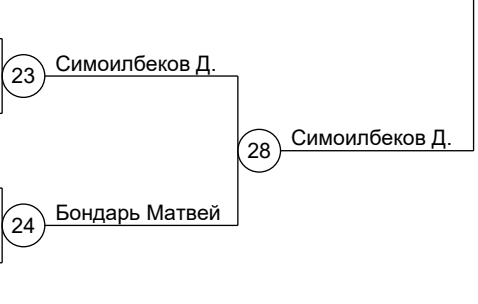 23 Симоилбеков Д.
28 Симоилбеков Д.
24 Бондарь Матвей